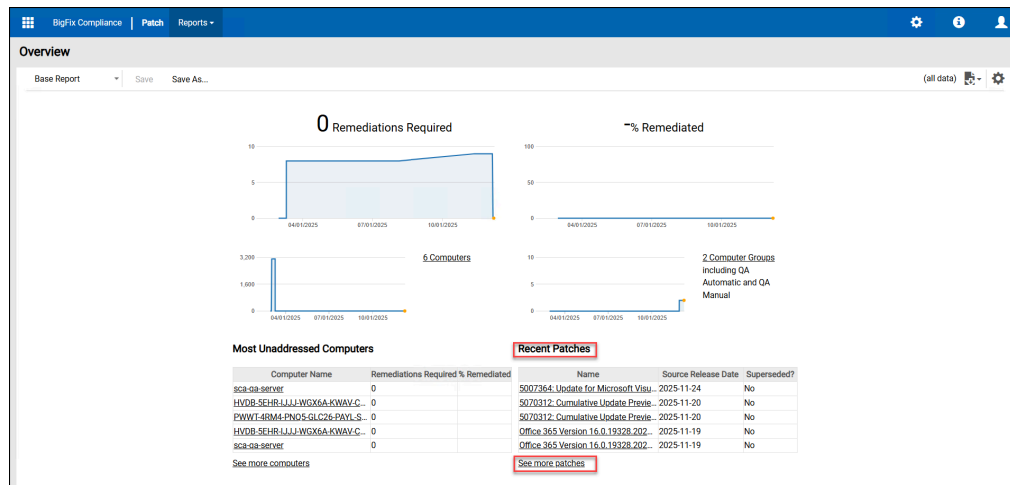 BigFix Compliance Patch Reports
Overview
Base Report Save Save As... (all data)
0 Remediations Required
-% Remediated
10
5
0
04/01/2025 07/01/2025 10/01/2025
100
50
0
04/01/2025 07/01/2025 10/01/2025
3,200
1,600
0
04/01/2025 07/01/2025 10/01/2025
6 Computers
10
5
0
04/01/2025 07/01/2025 10/01/2025
2 Computer Groups
including QA
Automatic and QA
Manual
Most Unaddressed Computers
Computer Name Remediations Required % Remediated
sca-qa-server 0
HVDB-5EHR-IJJJ-WGX6A-KWAV-C... 0
PWWT-4RM4-PNQ5-GLC26-PAYL-S... 0
HVDB-5EHR-IJJJ-WGX6A-KWAV-C... 0
sca-qa-server 0
See more computers
Recent Patches
Name Source Release Date Superseded?
5007364: Update for Microsoft Visu... 2025-11-24 No
5070312: Cumulative Update Previe... 2025-11-20 No
5070312: Cumulative Update Previe... 2025-11-20 No
Office 365 Version 16.0.19328.202... 2025-11-19 No
Office 365 Version 16.0.19328.202... 2025-11-19 No
See more patches